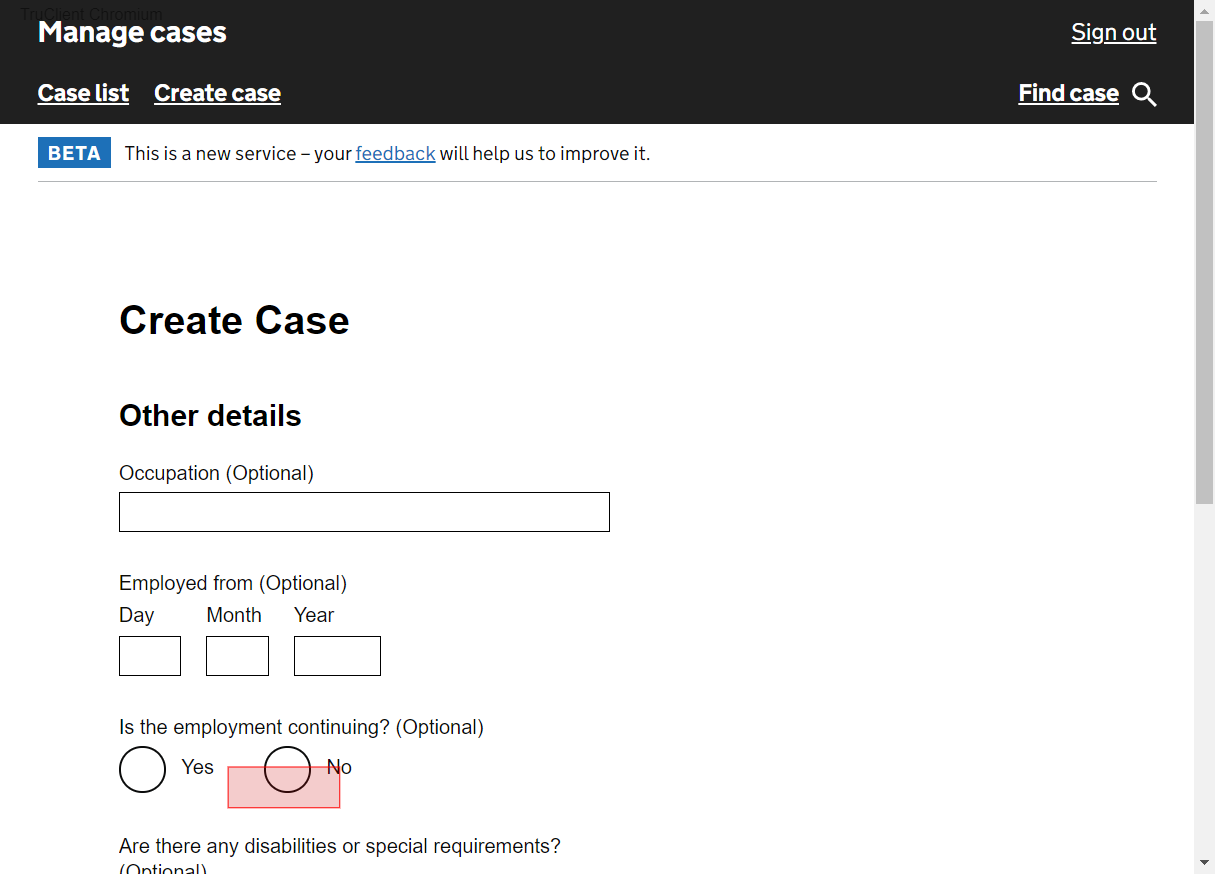 TruClient Chromium
Manage cases
Sign out
Case list
Create case
Find case
BETA This is a new service – your feedback will help us to improve it.
Create Case
Other details
Occupation (Optional)
Employed from (Optional)
Day Month Year
Is the employment continuing? (Optional)
Yes No
Are there any disabilities or special requirements?
(Optional)